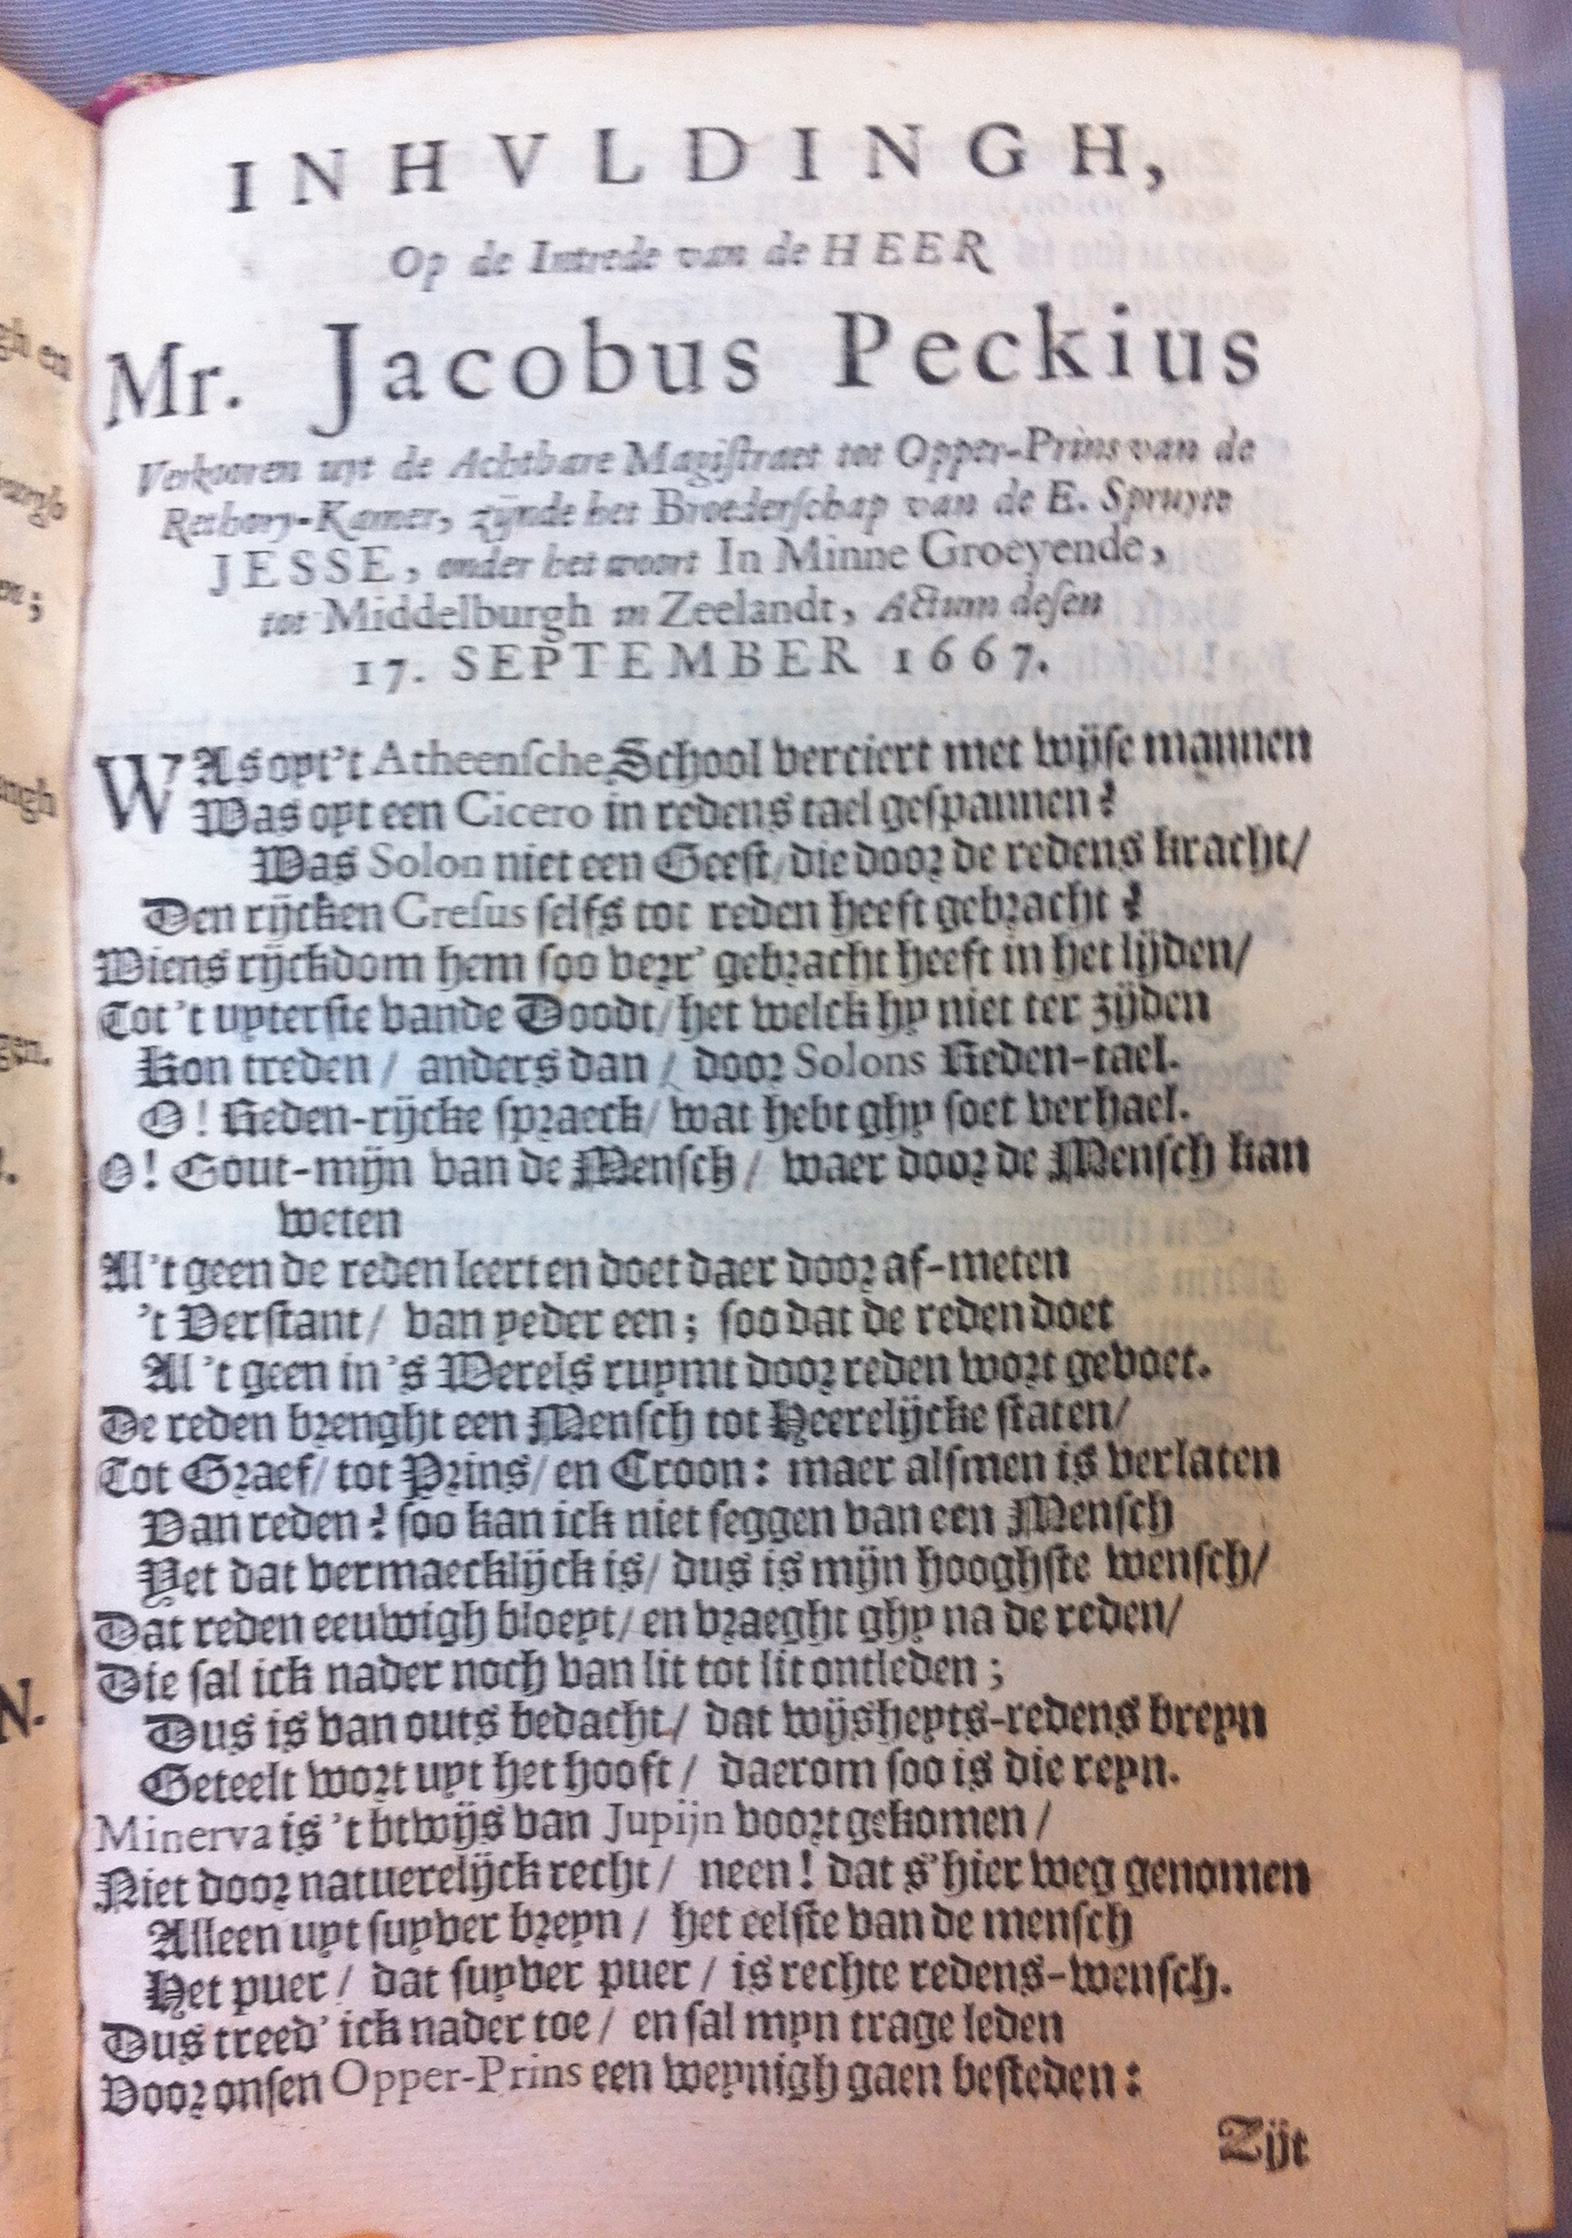 INHVLDINGH,
Op de Intrede van de HEER
Mr. Jacobus Peckius
Verkooren uyt de Achtbare Magistraet tot Opper-Prins van de
Rethory-Kamer, zijnde het Broederschap van de E. Spruyte
JESSE, onder het woort In Minne Groeyende,
tot Middelburgh in Zeelandt, Actum desen
17. SEPTEMBER 1667.
WAs oyt't Atheensche School verciert met wijse mannen
Was oyt een Cicero in redens tael gespannen?
Was Solon niet een Geest/ die door de redens kracht/
Den rijcken Cresus selfs tot reden heeft gebracht?
Wiens rijckdom hem soo verr' gebracht heeft in het lijden/
Tot 't uyterste vande Doodt/ het welck hy niet ter zijden
Kon treden/ anders dan/ door Solons Reden-tael.
O! Reden-rijcke spraeck/ wat hebt ghy soet verhael.
O! Gout-mijn van de Mensch/ waer door de Mensch kan
weten
Al 't geen de reden leert en doet daer door af-meten
't Verstant/ van yeder een; soo dat de reden doet
Al 't geen in 's Werels ruymt door reden wort gevoet.
De reden brenght een Mensch tot Heerelijcke staten/
Tot Graef/ tot Prins/ en Croon: maer alsmen is verlaten
Van reden? soo kan ick niet seggen van een Mensch
Yet dat vermaecklijck is/ dus is mijn hooghste wensch/
Dat reden eeuwigh bloeyt/ en vraeght ghy na de reden/
Die sal ick nader noch van lit tot lit ontleden;
Dus is van outs bedacht/ dat wijsheyts-redens breyn
Geteelt wort uyt het hooft/ daerom soo is die reyn.
Minerva is 't btwijs van Jupijn voort gekomen/
Niet door natuerelijck recht/ neen! dat s'hier weg genomen
Alleen uyt suyver breyn/ het eelste van de mensch
Het puer/ dat suyver puer/ is rechte redens-wensch.
Dus treed' ick nader toe/ en sal myn trage leden
Voor onsen Opper-Prins een weynigh gaen besteden:
Zijt